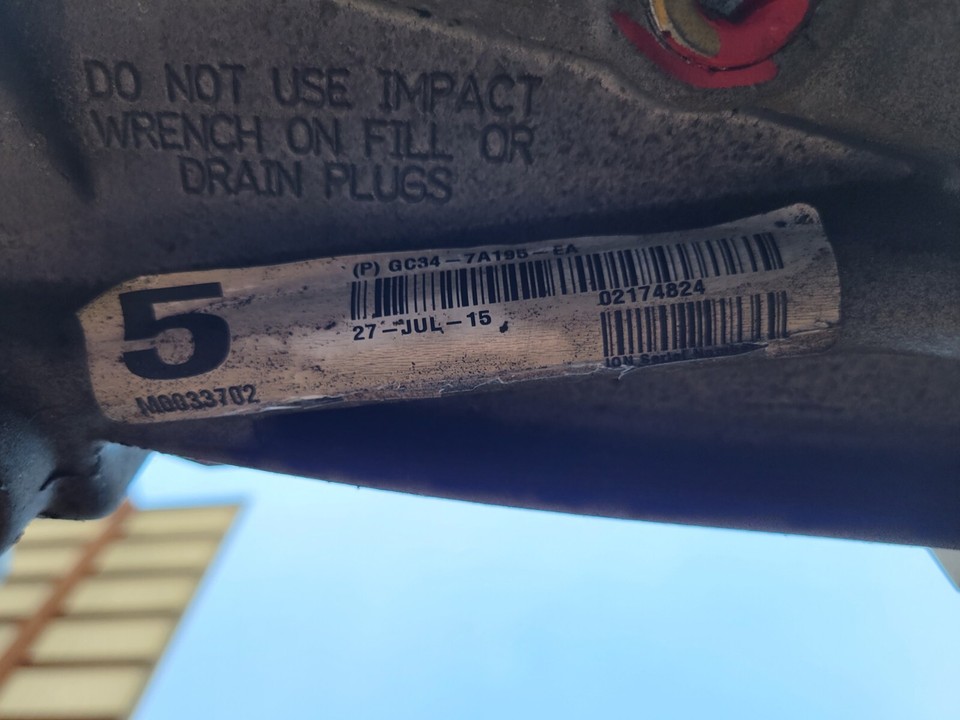 DO NOT USE IMPACT
WRENCH ON FILL OR
DRAIN PLUGS
(P) GC34-7A195-EA
5
27-JUL-15
02174824
M0033702